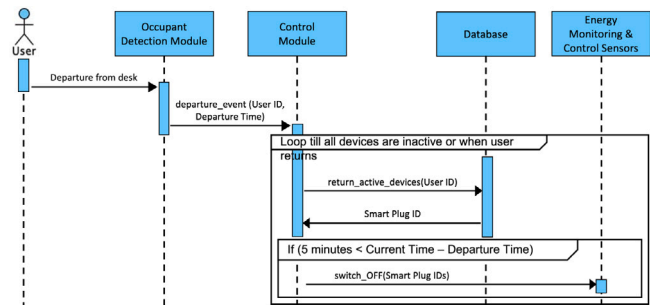 User
Occupant
Detection Module
Control
Module
Database
Energy
Monitoring &
Control Sensors
Departure from desk
departure_event (User ID,
Departure Time)
Loop till all devices are inactive or when user
returns
return_active_devices(User ID)
Smart Plug ID
If (5 minutes < Current Time – Departure Time)
switch_OFF(Smart Plug IDs)